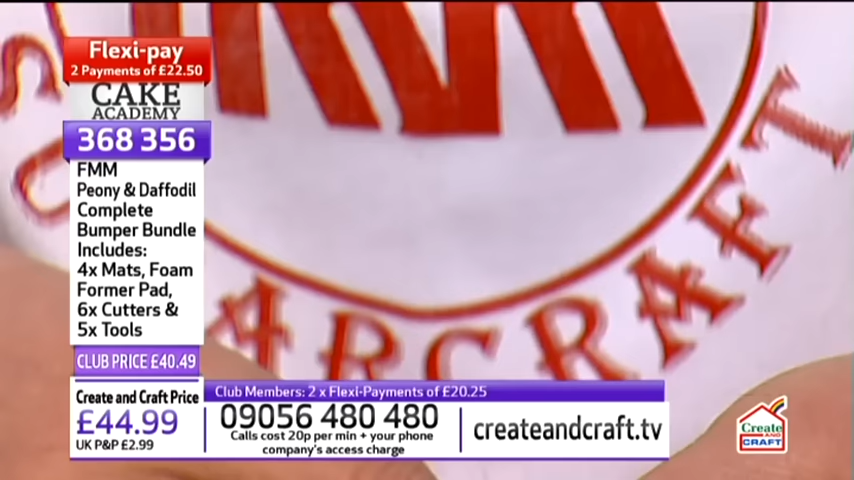 Flexi-pay
2 Payments of £22.50
CAKE
ACADEMY
368 356
FMM
Peony & Daffodil
Complete
Bumper Bundle
Includes:
4x Mats, Foam
Former Pad,
6x Cutters &
5x Tools
CLUB PRICE £40.49
Create and Craft Price
£44.99
UK P&P £2.99
Club Members: 2 x Flexi-Payments of £20.25
09056 480 480
Calls cost 20p per min + your phone
company's access charge
createandcraft.tv
Create
AND
CRAFT
ARCRAFT